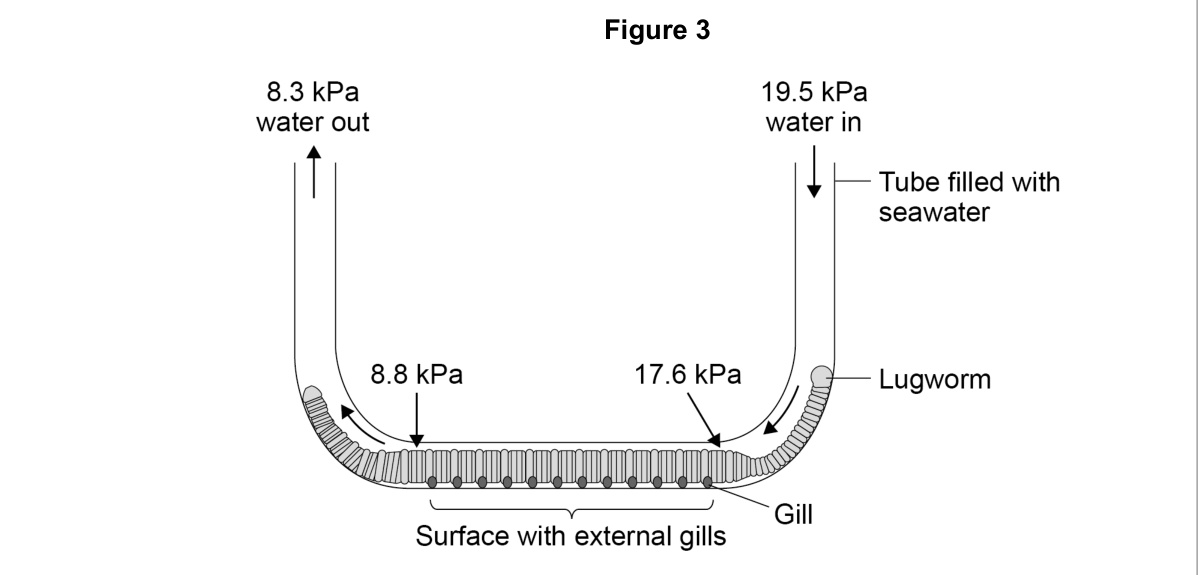 Figure 3
8.3 kPa
water out
19.5 kPa
water in
Tube filled with
seawater
8.8 kPa
17.6 kPa
Lugworm
Gill
Surface with external gills